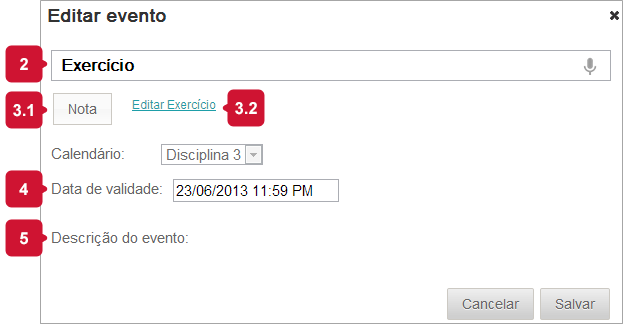 Editar evento
2 Exercício
3.1 Nota Editar Exercício 3.2
Calendário: Disciplina 3
4 Data de validade: 23/06/2013 11:59 PM
5 Descrição do evento:
Cancelar Salvar